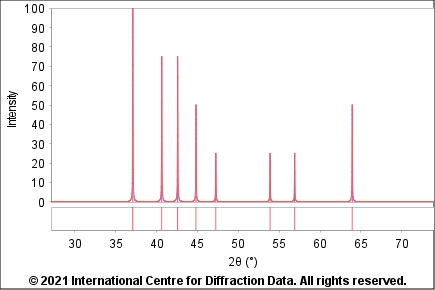 100
90
80
70
60
50
40
30
20
10
0
Intensity
30 35 40 45 50 55 60 65 70
2θ (°)
© 2021 International Centre for Diffraction Data. All rights reserved.